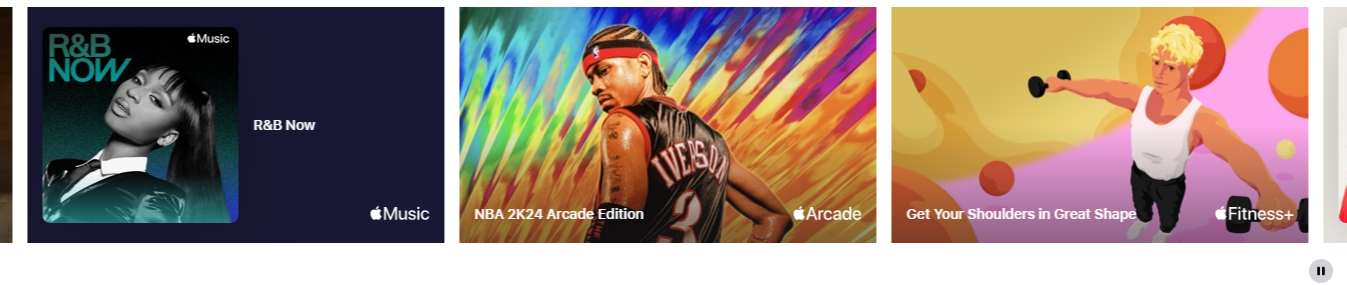 R&B
NOW
Music
R&B Now
Music
IVERSON
3
NBA 2K24 Arcade Edition
Arcade
Get Your Shoulders in Great Shape
Fitness+